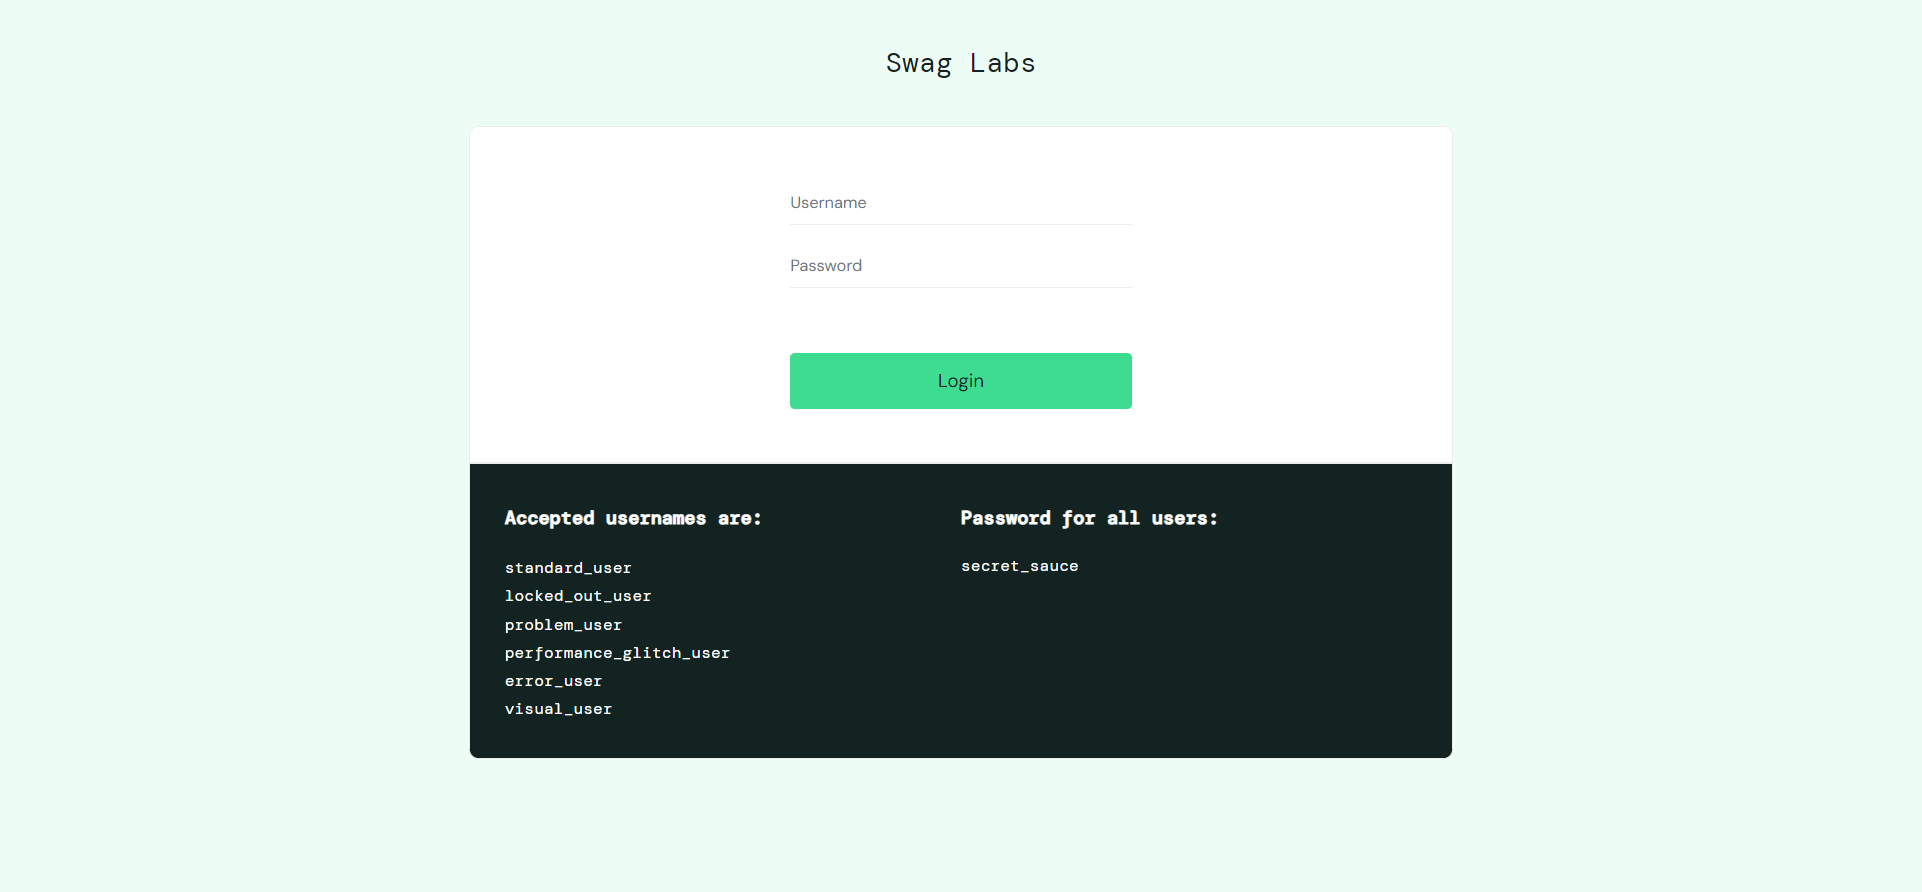 Swag Labs
Username
Password
Login
Accepted usernames are:
standard_user
locked_out_user
problem_user
performance_glitch_user
error_user
visual_user
Password for all users:
secret_sauce